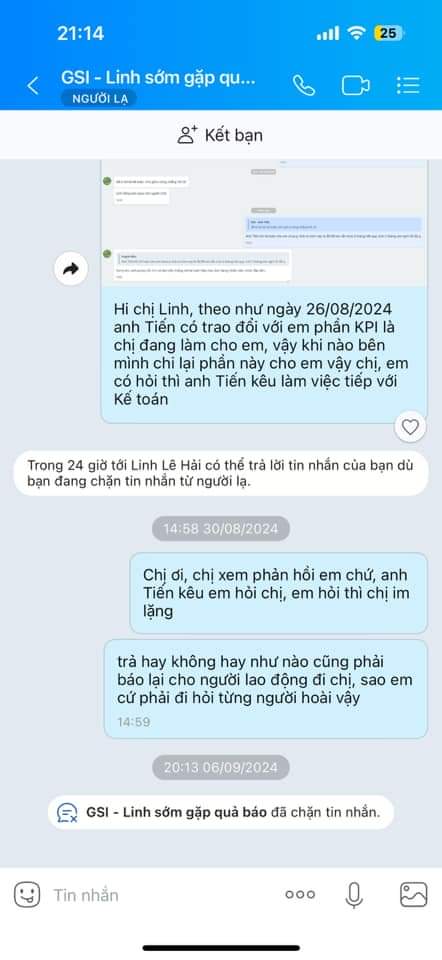 21:14
25
GSI - Linh sớm gặp qu...
NGƯỜI LẠ
Kết bạn
Hi chị Linh, theo như ngày 26/08/2024
anh Tiến có trao đổi với em phần KPI là
chị đang làm cho em, vậy khi nào bên
mình chi lại phần này cho em vậy chị, em
có hỏi thì anh Tiến kêu làm việc tiếp với
Kế toán
Trong 24 giờ tới Linh Lê Hải có thể trả lời tin nhắn của bạn dù
bạn đang chặn tin nhắn từ người lạ.
14:58 30/08/2024
Chị ơi, chị xem phản hồi em chứ, anh
Tiến kêu em hỏi chị, em hỏi thì chị im
lặng
trả hay không hay như nào cũng phải
báo lại cho người lao động đi chị, sao em
cứ phải đi hỏi từng người hoài vậy
14:59
20:13 06/09/2024
GSI - Linh sớm gặp quả báo đã chặn tin nhắn.
Tin nhắn